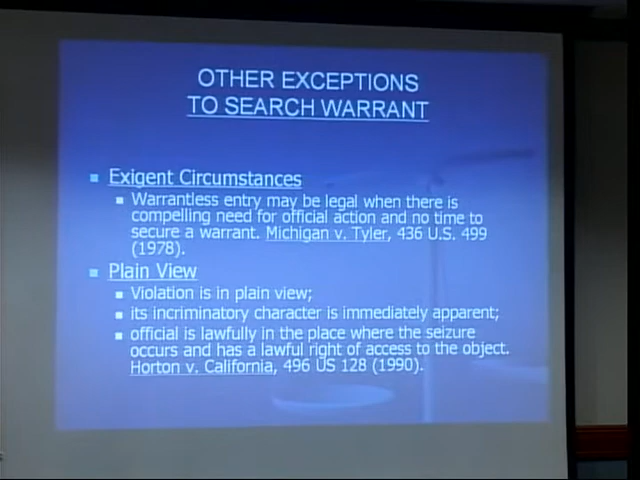 OTHER EXCEPTIONS
TO SEARCH WARRANT
Exigent Circumstances
Warrantless entry may be legal when there is
compelling need for official action and no time to
secure a warrant. Michigan v. Tyler, 436 U.S. 499
(1978).
Plain View
Violation is in plain view;
its incriminatory character is immediately apparent;
official is lawfully in the place where the seizure
occurs and has a lawful right of access to the object.
Horton v. California, 496 US 128 (1990).